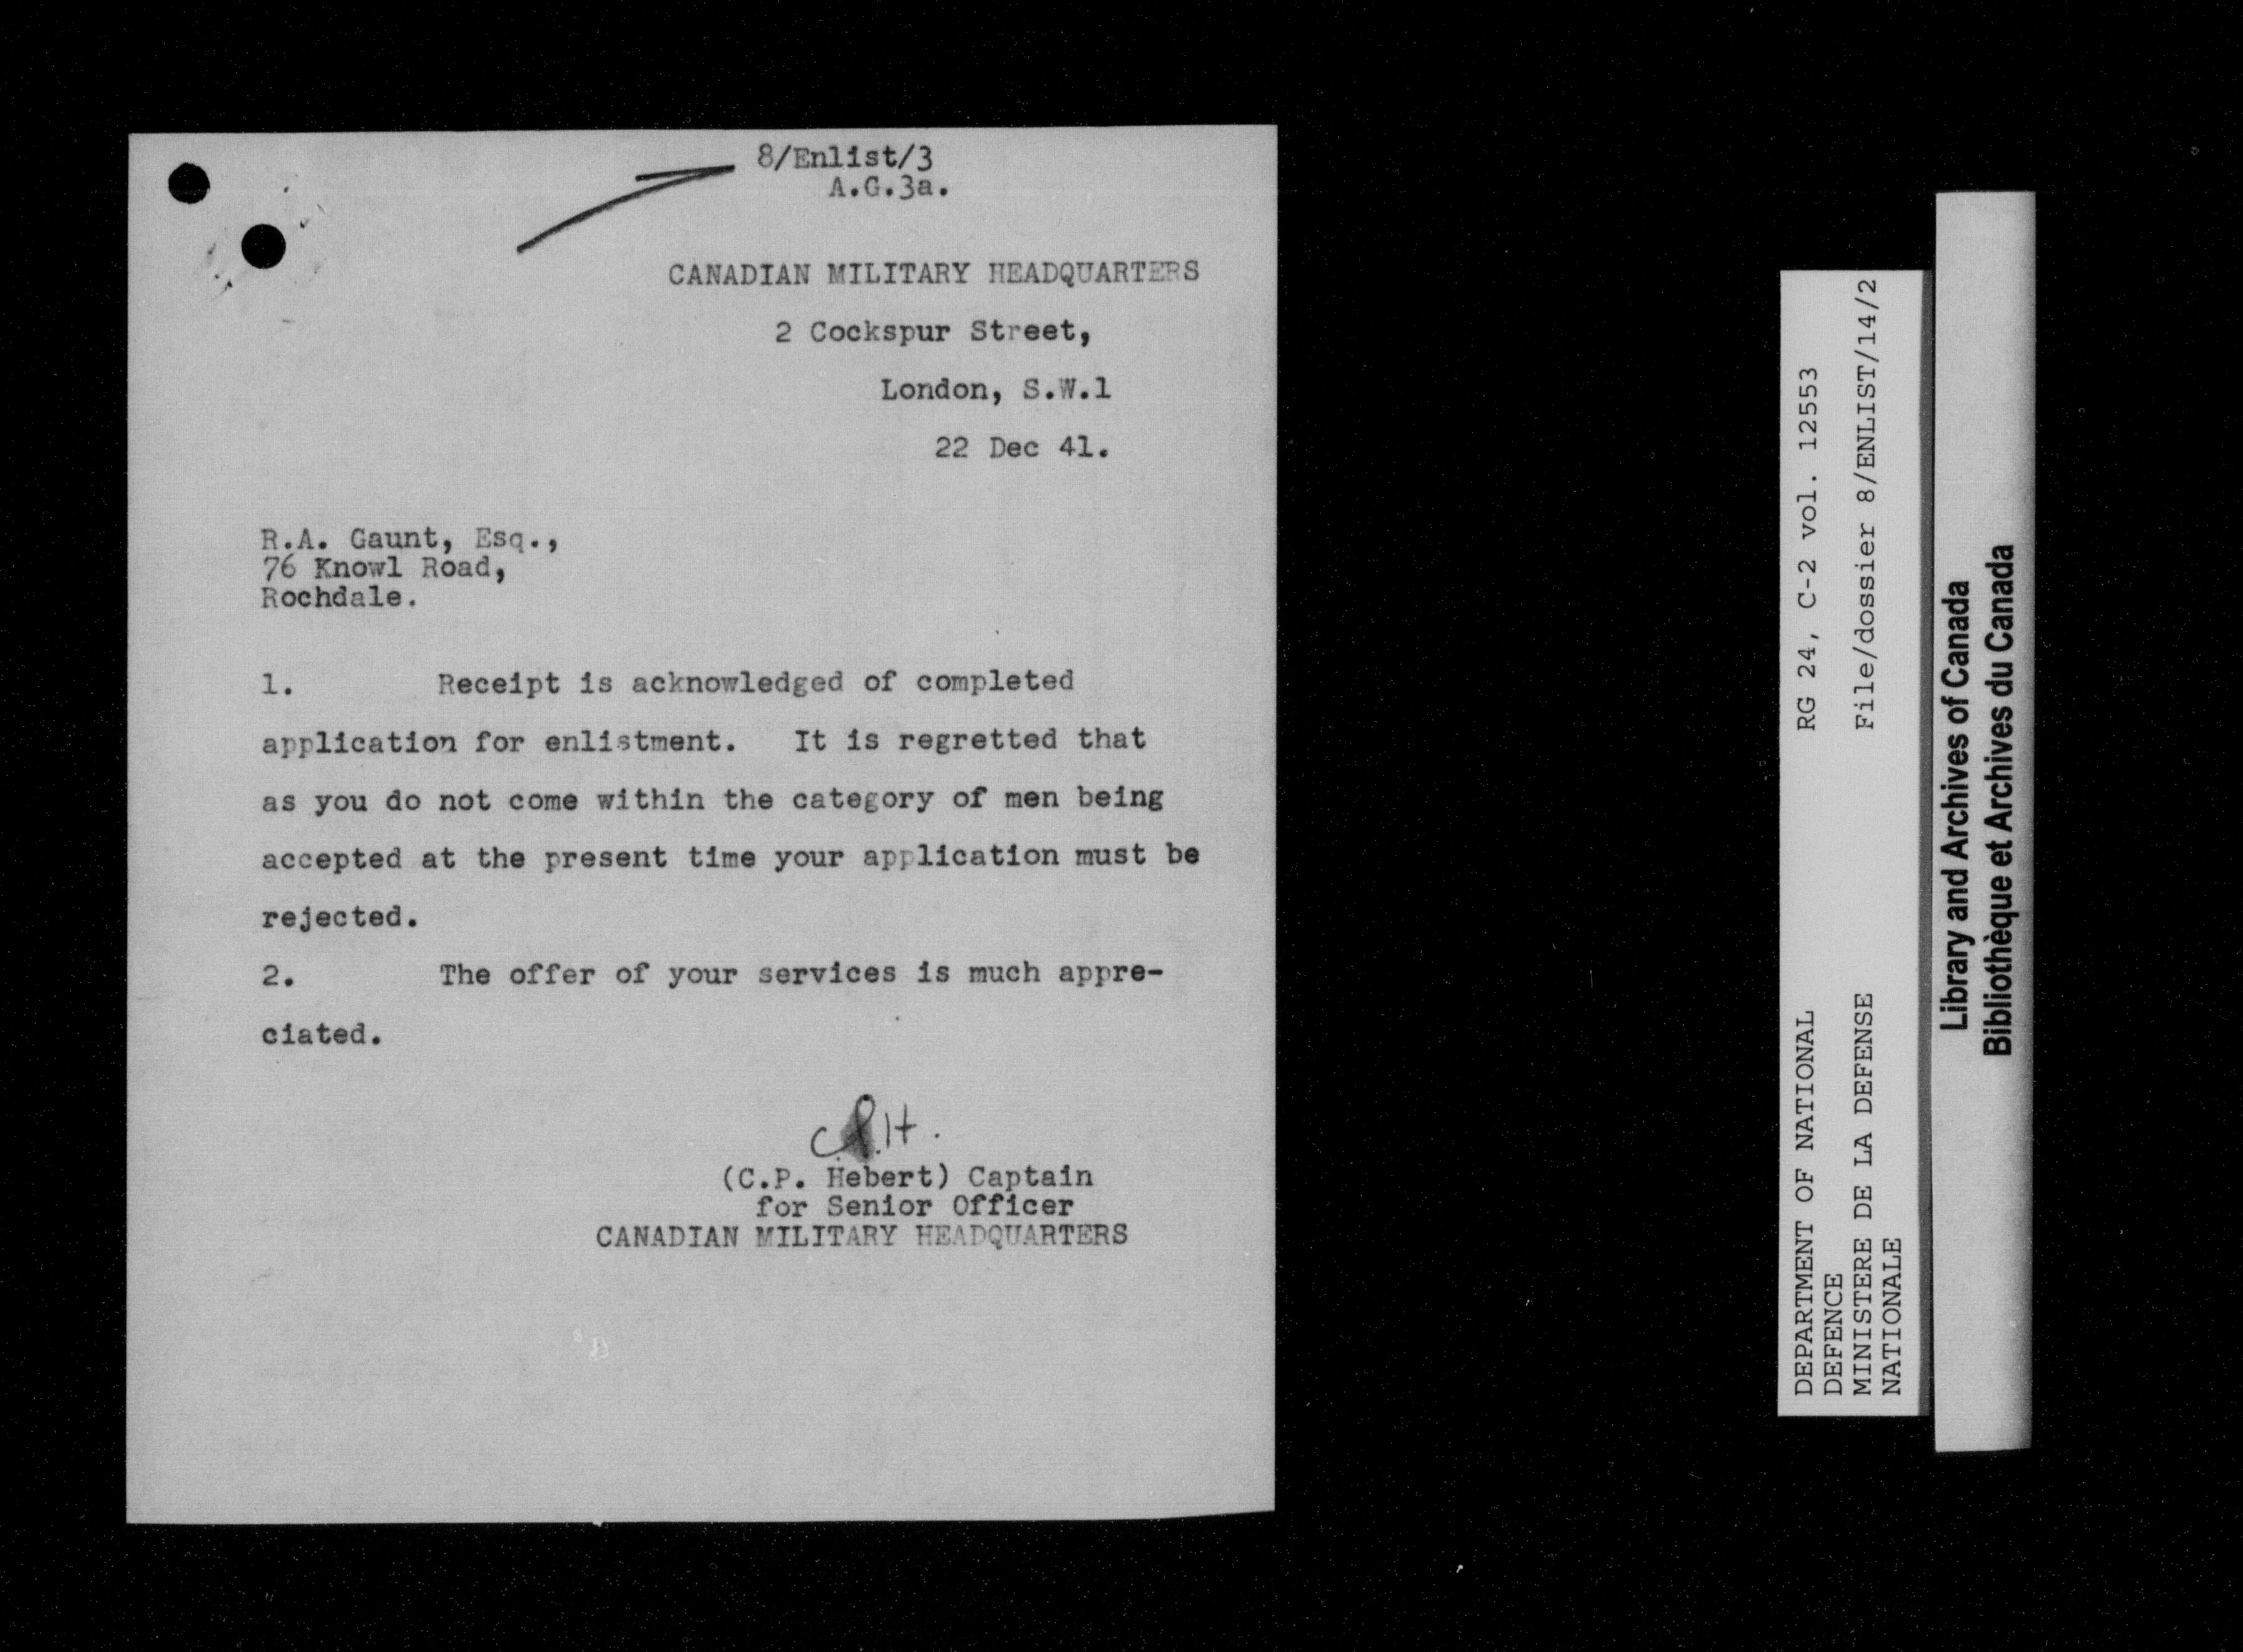 8/Enlist/3
A.G.3a.
CANADIAN MILITARY HEADQUARTERS
2 Cockspur Street,
London, S.W.1
22 Dec 41.
R.A. Gaunt, Esq.,
76 Knowl Road,
Rochdale.
1. Receipt is acknowledged of completed
application for enlistment. It is regretted that
as you do not come within the category of men being
accepted at the present time your application must be
rejected.
2. The offer of your services is much appre-
ciated.
C.P.H.
(C.P. Hebert) Captain
for Senior Officer
CANADIAN MILITARY HEADQUARTERS
DEPARTMENT OF NATIONAL
DEFENCE
MINISTERE DE LA DEFENSE
NATIONALE
RG 24, C-2 vol. 12553
File/dossier 8/ENLIST/14/2
Library and Archives of Canada
Bibliothèque et Archives du Canada